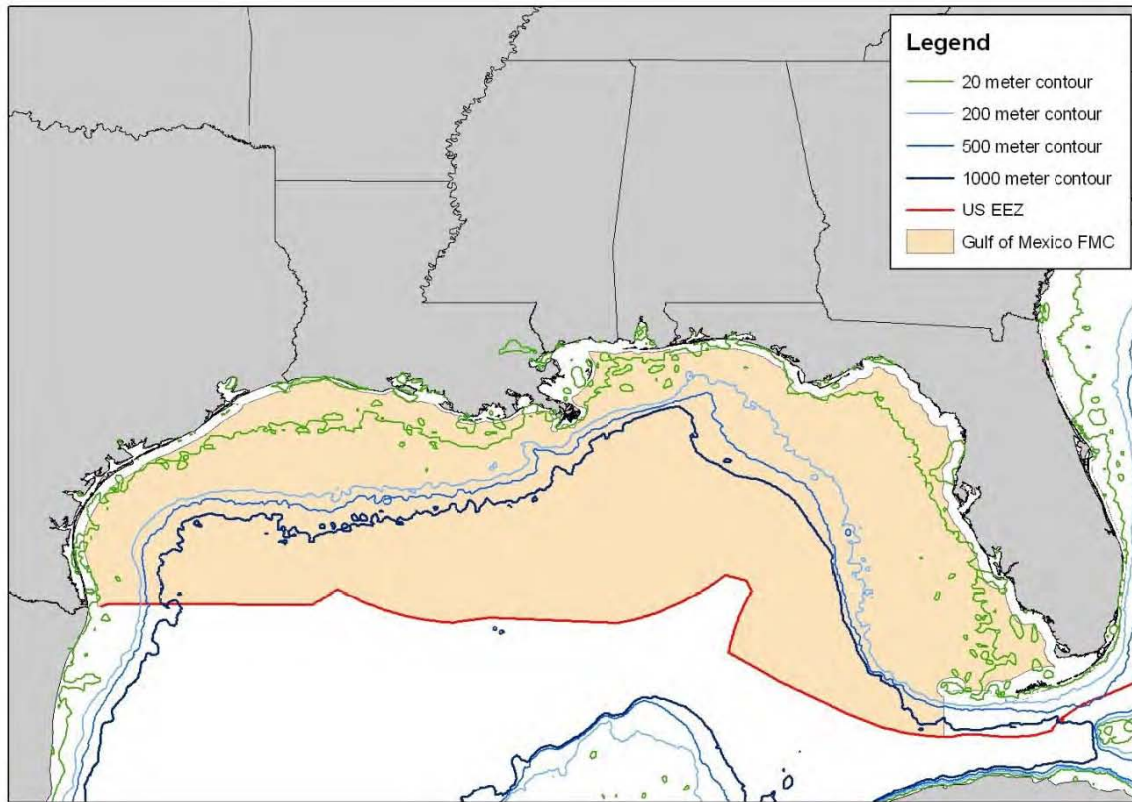 Legend
20 meter contour
200 meter contour
500 meter contour
1000 meter contour
US EEZ
Gulf of Mexico FMC